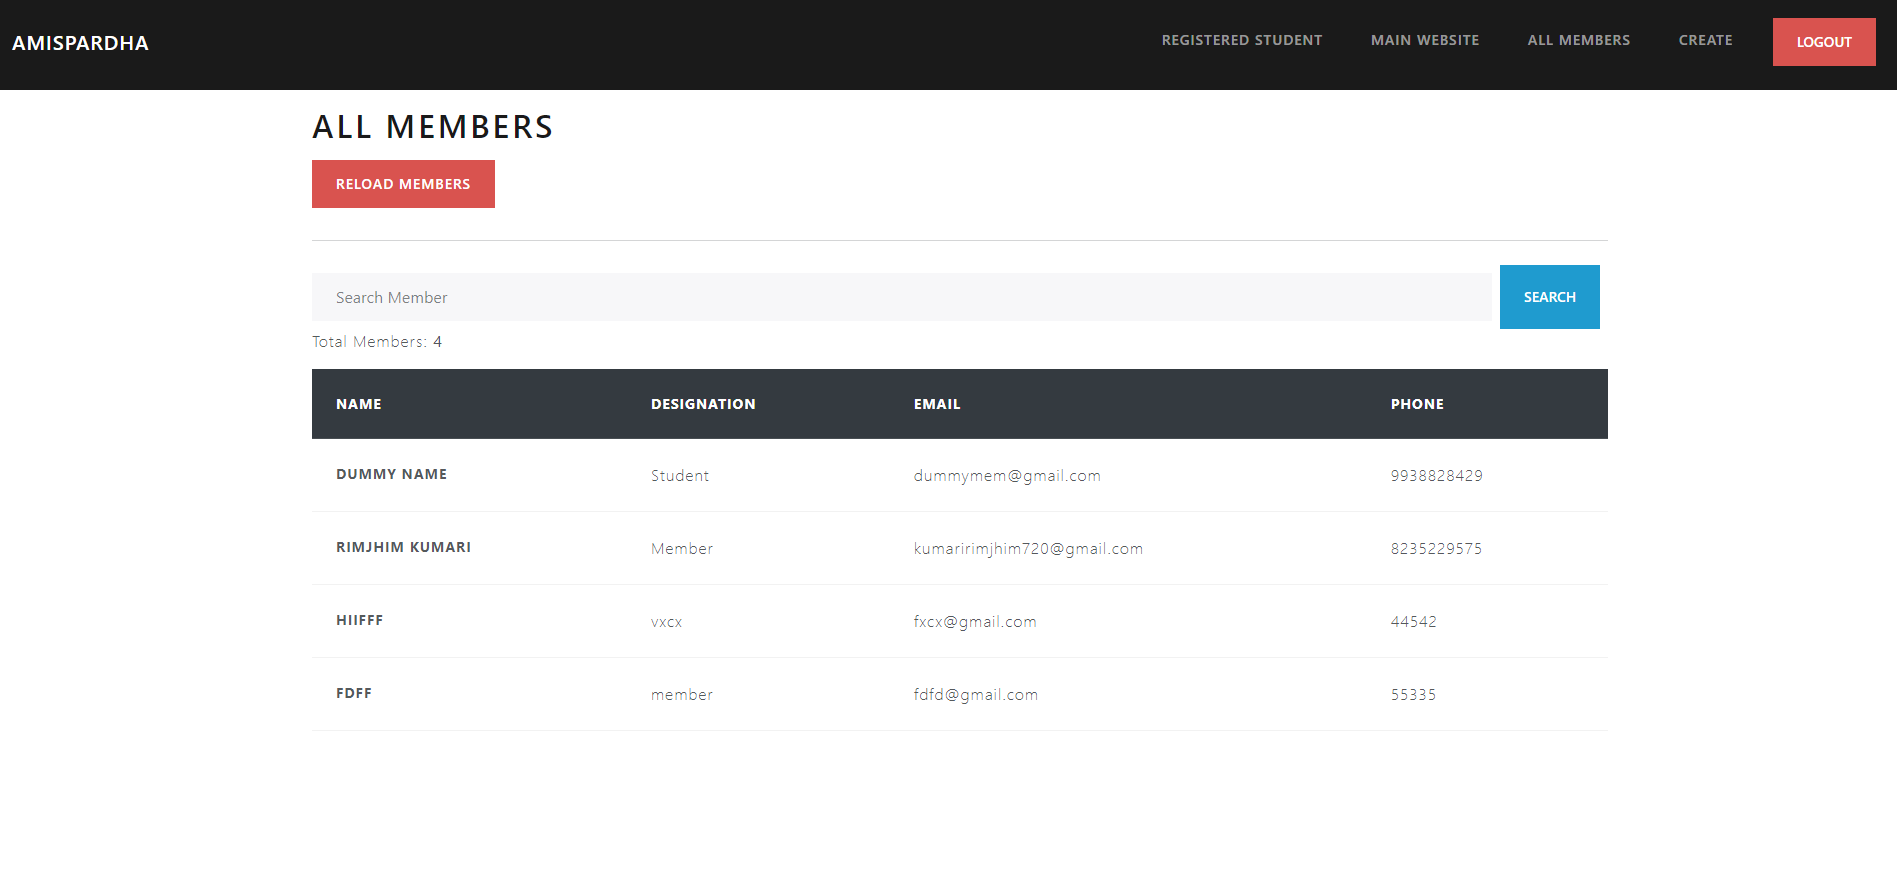 AMISPARDHA REGISTERED STUDENT MAIN WEBSITE ALL MEMBERS CREATE LOGOUT
ALL MEMBERS
RELOAD MEMBERS
Search Member SEARCH
Total Members: 4
NAME DESIGNATION EMAIL PHONE
DUMMY NAME Student dummymem@gmail.com 9938828429
RIMJHIM KUMARI Member kumaririmjhim720@gmail.com 8235229575
HIIFFF vxcx fxcx@gmail.com 44542
FDFF member fdfd@gmail.com 55335